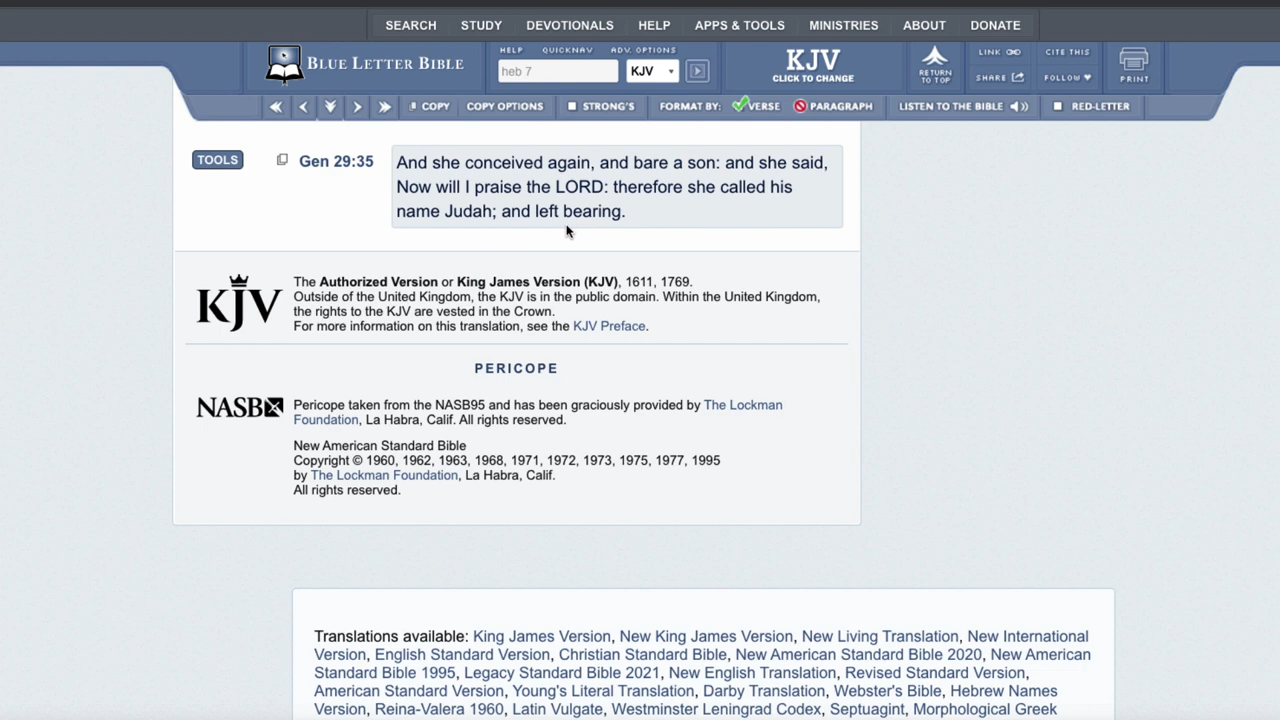 SEARCH STUDY DEVOTIONALS HELP APPS & TOOLS MINISTRIES ABOUT DONATE
BLUE LETTER BIBLE
HELP QUICKNAV ADV. OPTIONS
heb 7 KJV
KJV
CLICK TO CHANGE
RETURN
TO TOP
LINK
SHARE
CITE THIS
FOLLOW
PRINT
COPY COPY OPTIONS STRONG'S FORMAT BY: VERSE PARAGRAPH LISTEN TO THE BIBLE RED-LETTER
TOOLS Gen 29:35 And she conceived again, and bare a son: and she said,
Now will I praise the LORD: therefore she called his
name Judah; and left bearing.
KJV
The Authorized Version or King James Version (KJV), 1611, 1769.
Outside of the United Kingdom, the KJV is in the public domain. Within the United Kingdom,
the rights to the KJV are vested in the Crown.
For more information on this translation, see the KJV Preface.
PERICOPE
NASB
Pericope taken from the NASB95 and has been graciously provided by The Lockman
Foundation, La Habra, Calif. All rights reserved.
New American Standard Bible
Copyright © 1960, 1962, 1963, 1968, 1971, 1972, 1973, 1975, 1977, 1995
by The Lockman Foundation, La Habra, Calif.
All rights reserved.
Translations available: King James Version, New King James Version, New Living Translation, New International
Version, English Standard Version, Christian Standard Bible, New American Standard Bible 2020, New American
Standard Bible 1995, Legacy Standard Bible 2021, New English Translation, Revised Standard Version,
American Standard Version, Young's Literal Translation, Darby Translation, Webster's Bible, Hebrew Names
Version, Reina-Valera 1960, Latin Vulgate, Westminster Leningrad Codex, Septuagint, Morphological Greek